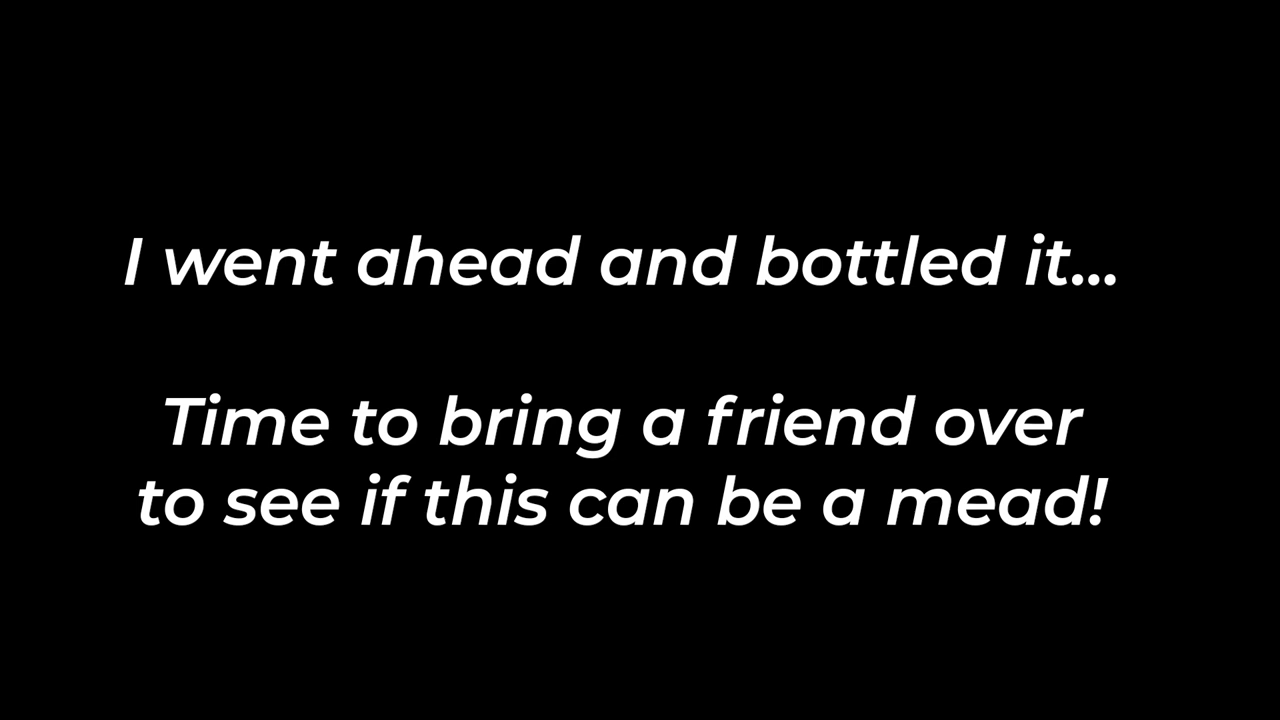 I went ahead and bottled it...
Time to bring a friend over
to see if this can be a mead!